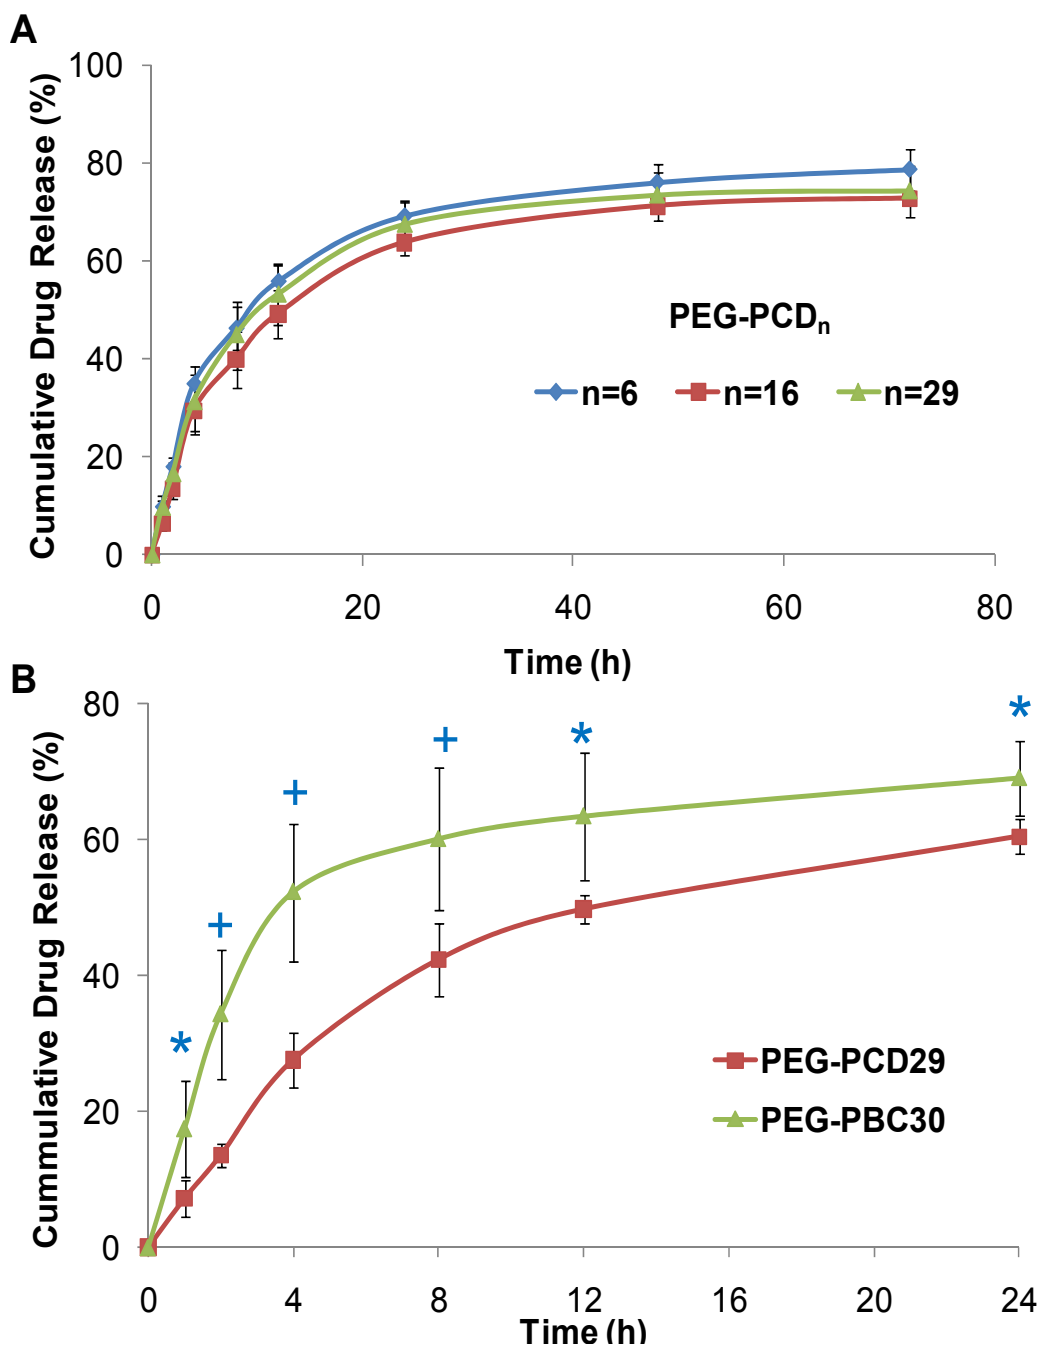 A
Cumulative Drug Release (%)
100
80
60
40
20
0
PEG-PCDn
n=6 n=16 n=29
0 20 40 60 80
Time (h)
B
Cummulative Drug Release (%)
80
60
40
20
0
+
+
+
*
*
*
PEG-PCD29
PEG-PBC30
0 4 8 12 16 20 24
Time (h)